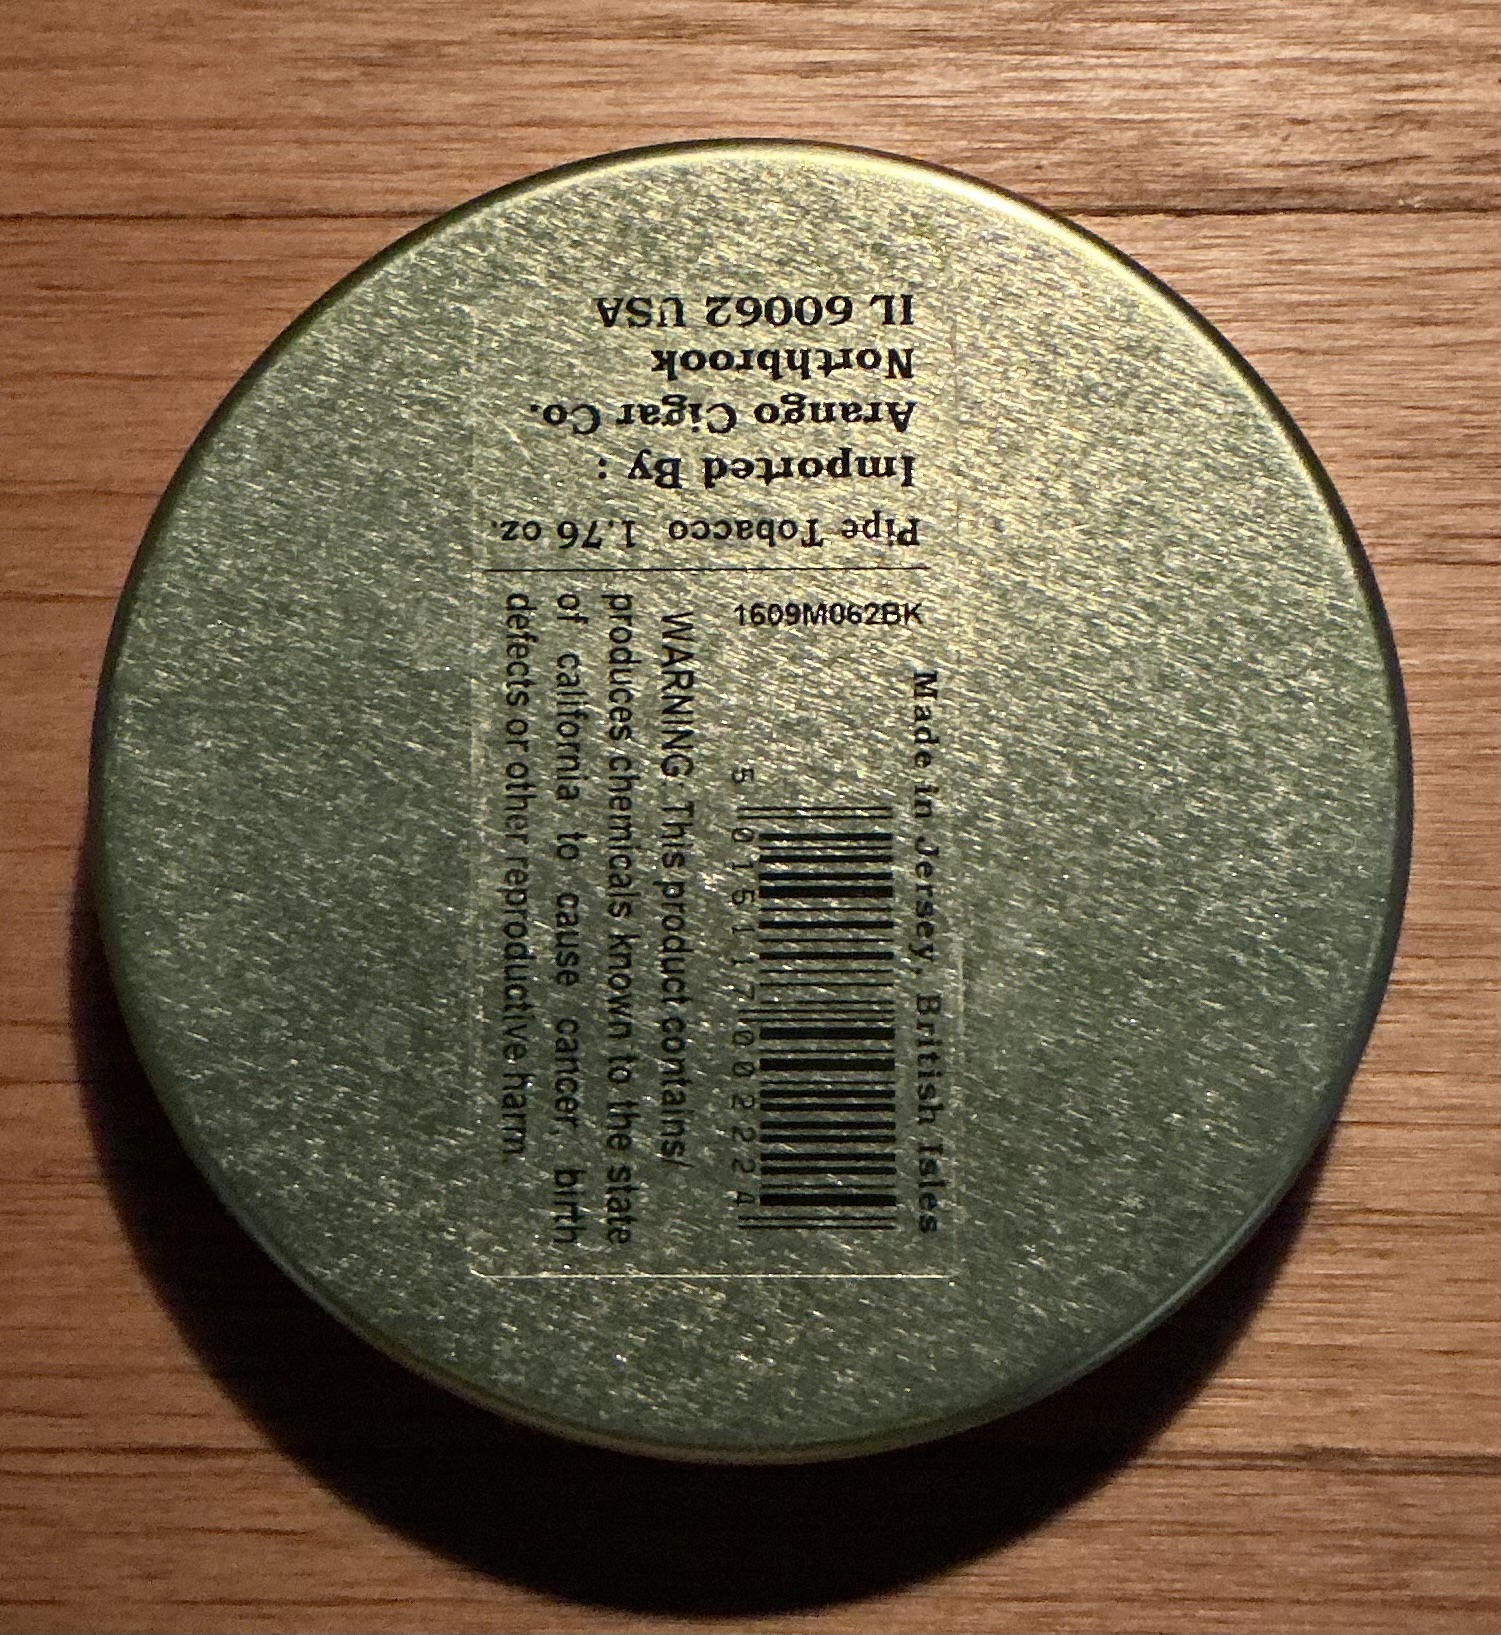 Made in Jersey, British Isles
5 015117 002224
WARNING: This product contains/
produces chemicals known to the state
of california to cause cancer, birth
defects or other reproductive harm.
1609M062BK
Pipe Tobacco 1.76 oz.
Imported By :
Arango Cigar Co.
Northbrook
IL 60062 USA